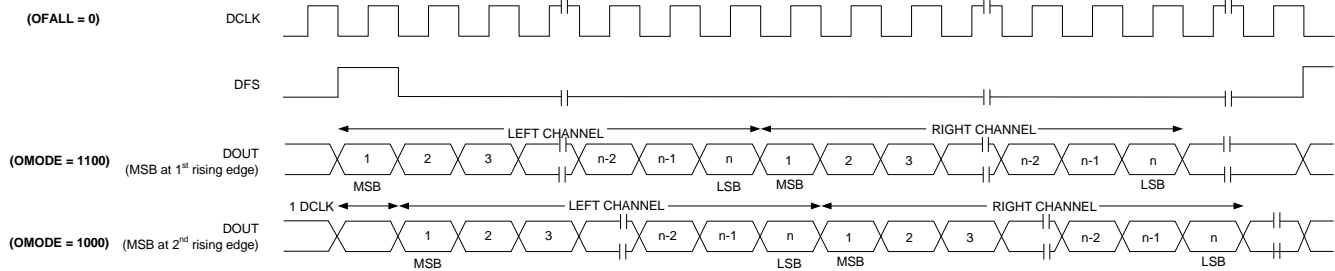 (OFALL = 0) DCLK
DFS
LEFT CHANNEL RIGHT CHANNEL
(OMODE = 1100) DOUT 1 2 3 n-2 n-1 n 1 2 3 n-2 n-1 n
(MSB at 1st rising edge)
MSB LSB MSB LSB
1 DCLK LEFT CHANNEL RIGHT CHANNEL
(OMODE = 1000) DOUT 1 2 3 n-2 n-1 n 1 2 3 n-2 n-1 n
(MSB at 2nd rising edge)
MSB LSB MSB LSB